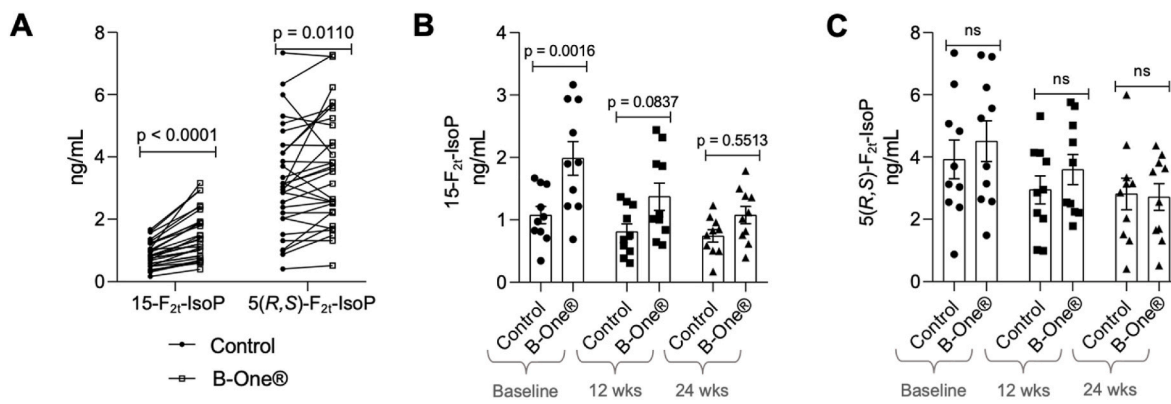 A
8
6
4
2
0
ng/mL
p < 0.0001
p = 0.0110
15-F2t-IsoP
5(R,S)-F2t-IsoP
Control
B-One®
B
4
3
2
1
0
15-F2t-IsoP
ng/mL
p = 0.0016
p = 0.0837
p = 0.5513
Control
B-One®
Control
B-One®
Control
B-One®
Baseline
12 wks
24 wks
C
8
6
4
2
0
5(R,S)-F2t-IsoP
ng/mL
ns
ns
ns
Control
B-One®
Control
B-One®
Control
B-One®
Baseline
12 wks
24 wks